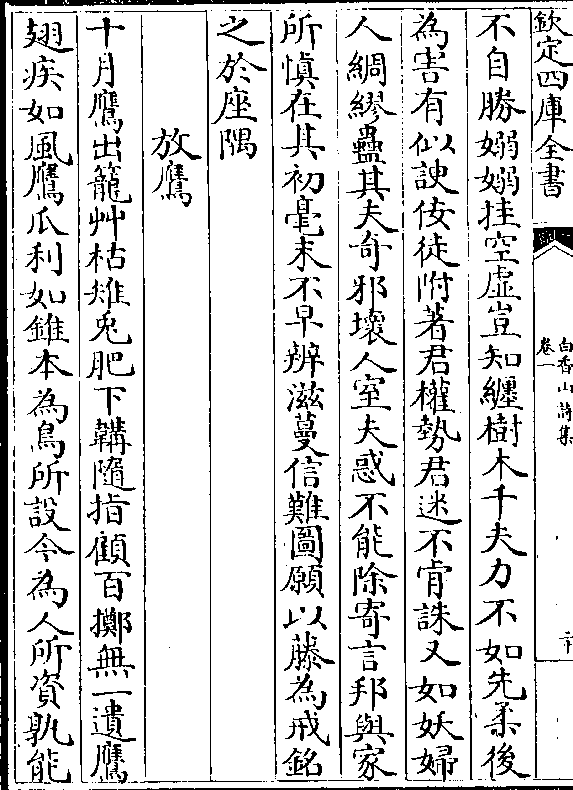 欽定四庫全書
白香山詩集
卷一
二十
不自勝嫋嫋挂空虛豈知纏樹木千夫力不如先柔後
為害有似諛佞徒附著君權勢君迷不肯誅又如妖婦
人綢繆蠱其夫奇邪壞人室夫惑不能除寄言邦與家
所慎在其初毫末不早辨滋蔓信難圖願以藤為戒銘
之於座隅
放鷹
十月鷹出籠草枯雉兔肥下鞲隨指顧百擲無一遺鷹
翅疾如風鷹爪利如錐本為鳥所設今為人所資孰能